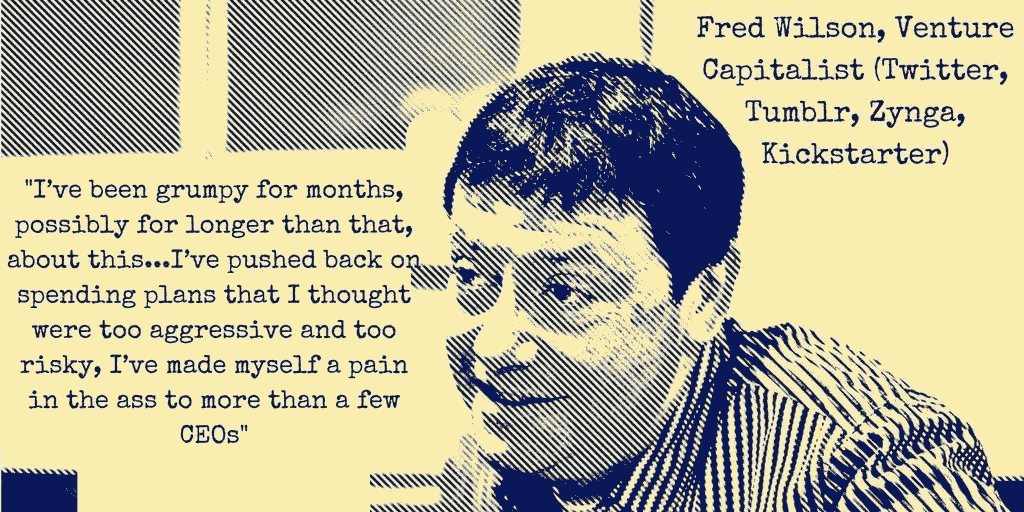 Fred Wilson, Venture
Capitalist (Twitter,
Tumblr, Zynga,
Kickstarter)
"I've been grumpy for months,
possibly for longer than that,
about this...I've pushed back on
spending plans that I thought
were too aggressive and too
risky, I've made myself a pain
in the ass to more than a few
CEOs"